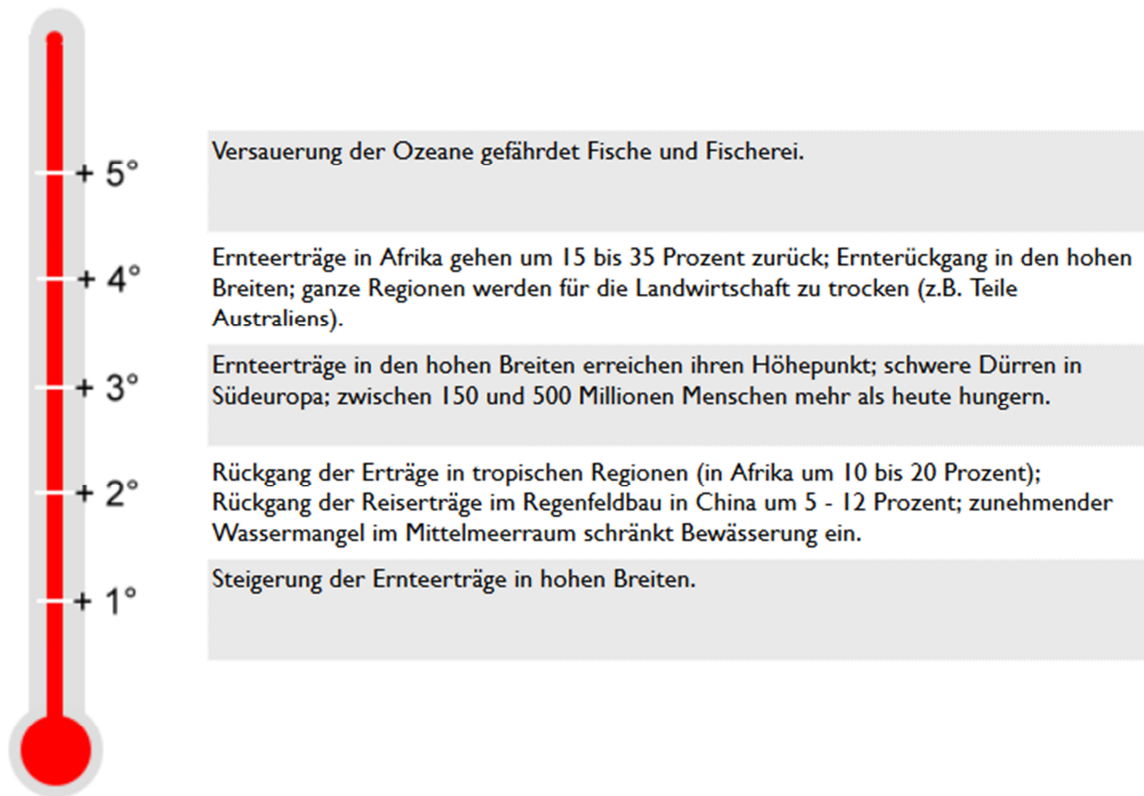 + 5°
Versauerung der Ozeane gefährdet Fische und Fischerei.
+ 4°
Ernteerträge in Afrika gehen um 15 bis 35 Prozent zurück; Ernterückgang in den hohen
Breiten; ganze Regionen werden für die Landwirtschaft zu trocken (z.B. Teile
Australiens).
+ 3°
Ernteerträge in den hohen Breiten erreichen ihren Höhepunkt; schwere Dürren in
Südeuropa; zwischen 150 und 500 Millionen Menschen mehr als heute hungern.
+ 2°
Rückgang der Erträge in tropischen Regionen (in Afrika um 10 bis 20 Prozent);
Rückgang der Reiserträge im Regenfeldbau in China um 5 - 12 Prozent; zunehmender
Wassermangel im Mittelmeerraum schränkt Bewässerung ein.
+ 1°
Steigerung der Ernteerträge in hohen Breiten.